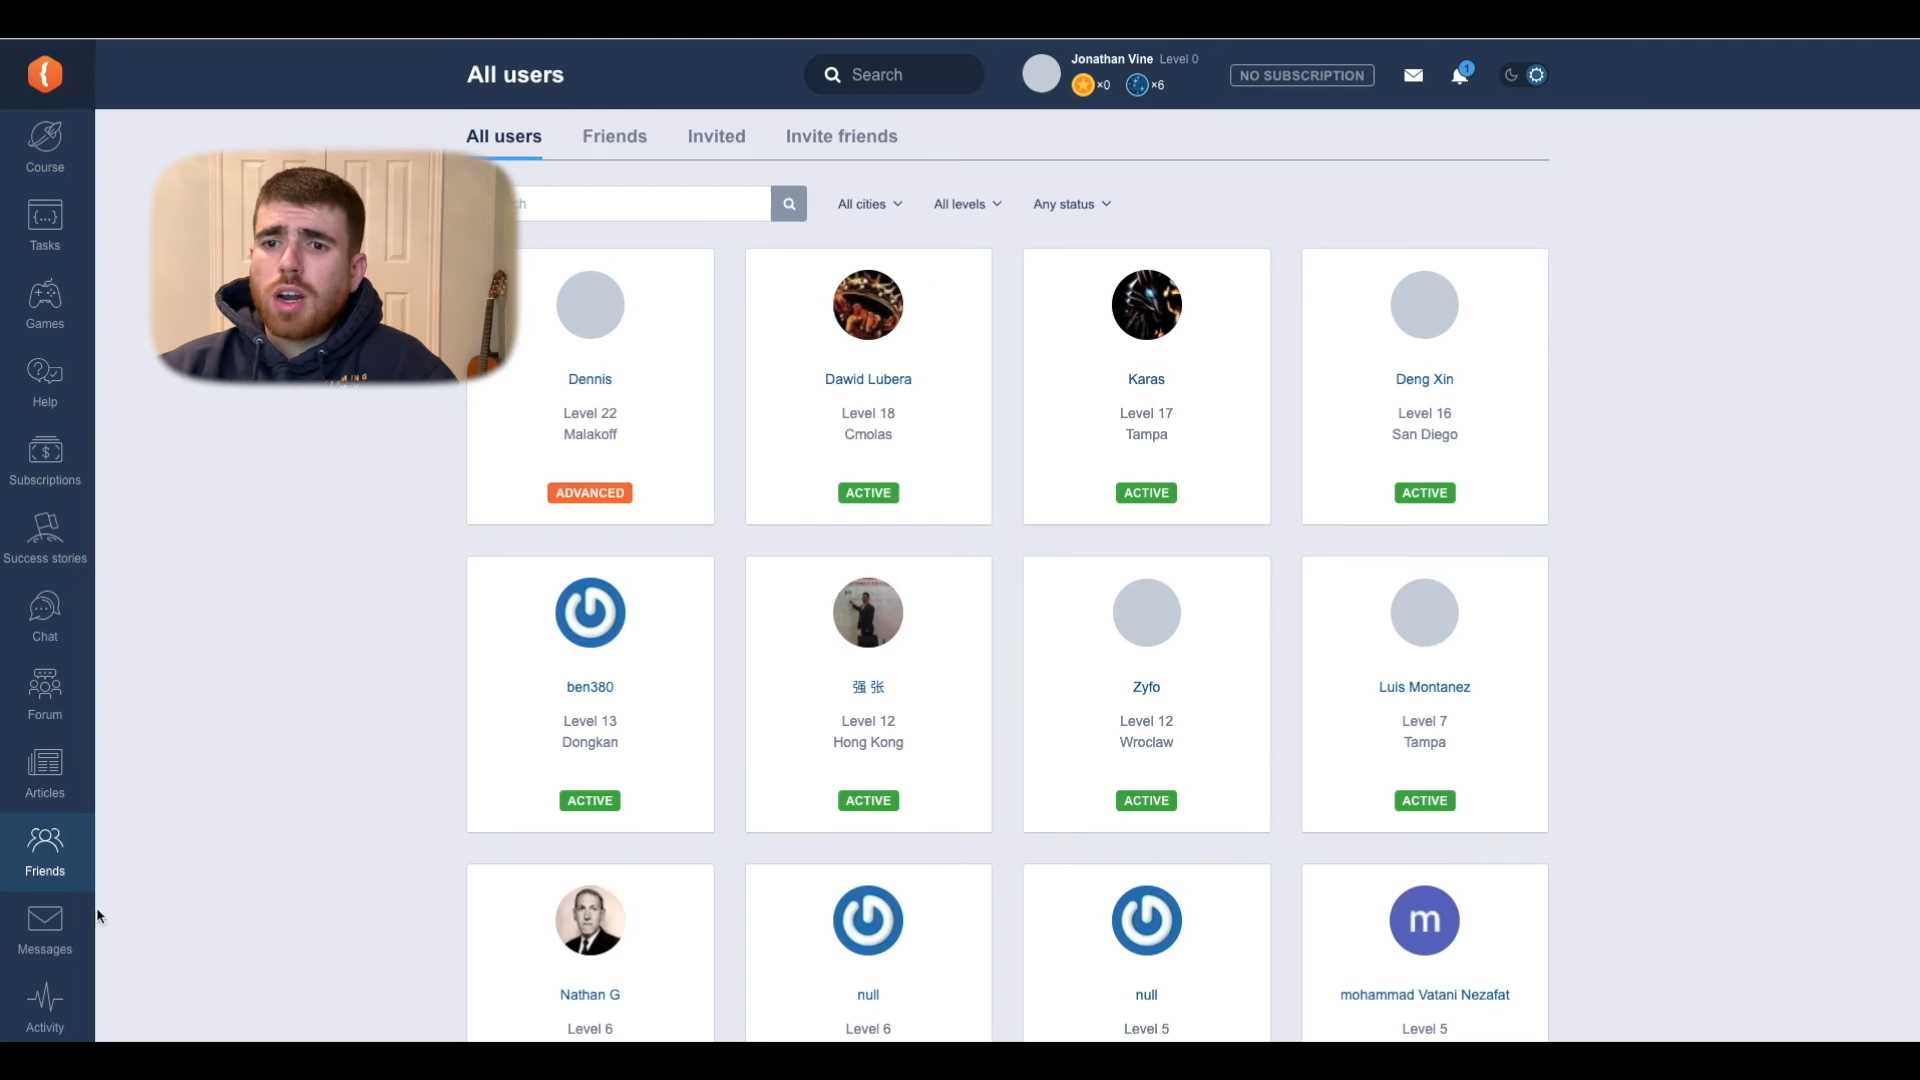 All users
Search
Jonathan Vine Level 0
×0 ×6
NO SUBSCRIPTION
1
Course
Tasks
Games
Help
Subscriptions
Success stories
Chat
Forum
Articles
Friends
Messages
Activity
All users Friends Invited Invite friends
All cities All levels Any status
Dennis
Level 22
Malakoff
ADVANCED
Dawid Lubera
Level 18
Cmolas
ACTIVE
Karas
Level 17
Tampa
ACTIVE
Deng Xin
Level 16
San Diego
ACTIVE
ben380
Level 13
Dongkan
ACTIVE
强 张
Level 12
Hong Kong
ACTIVE
Zyfo
Level 12
Wroclaw
ACTIVE
Luis Montanez
Level 7
Tampa
ACTIVE
Nathan G
Level 6
null
Level 6
null
Level 5
m
mohammad Vatani Nezafat
Level 5